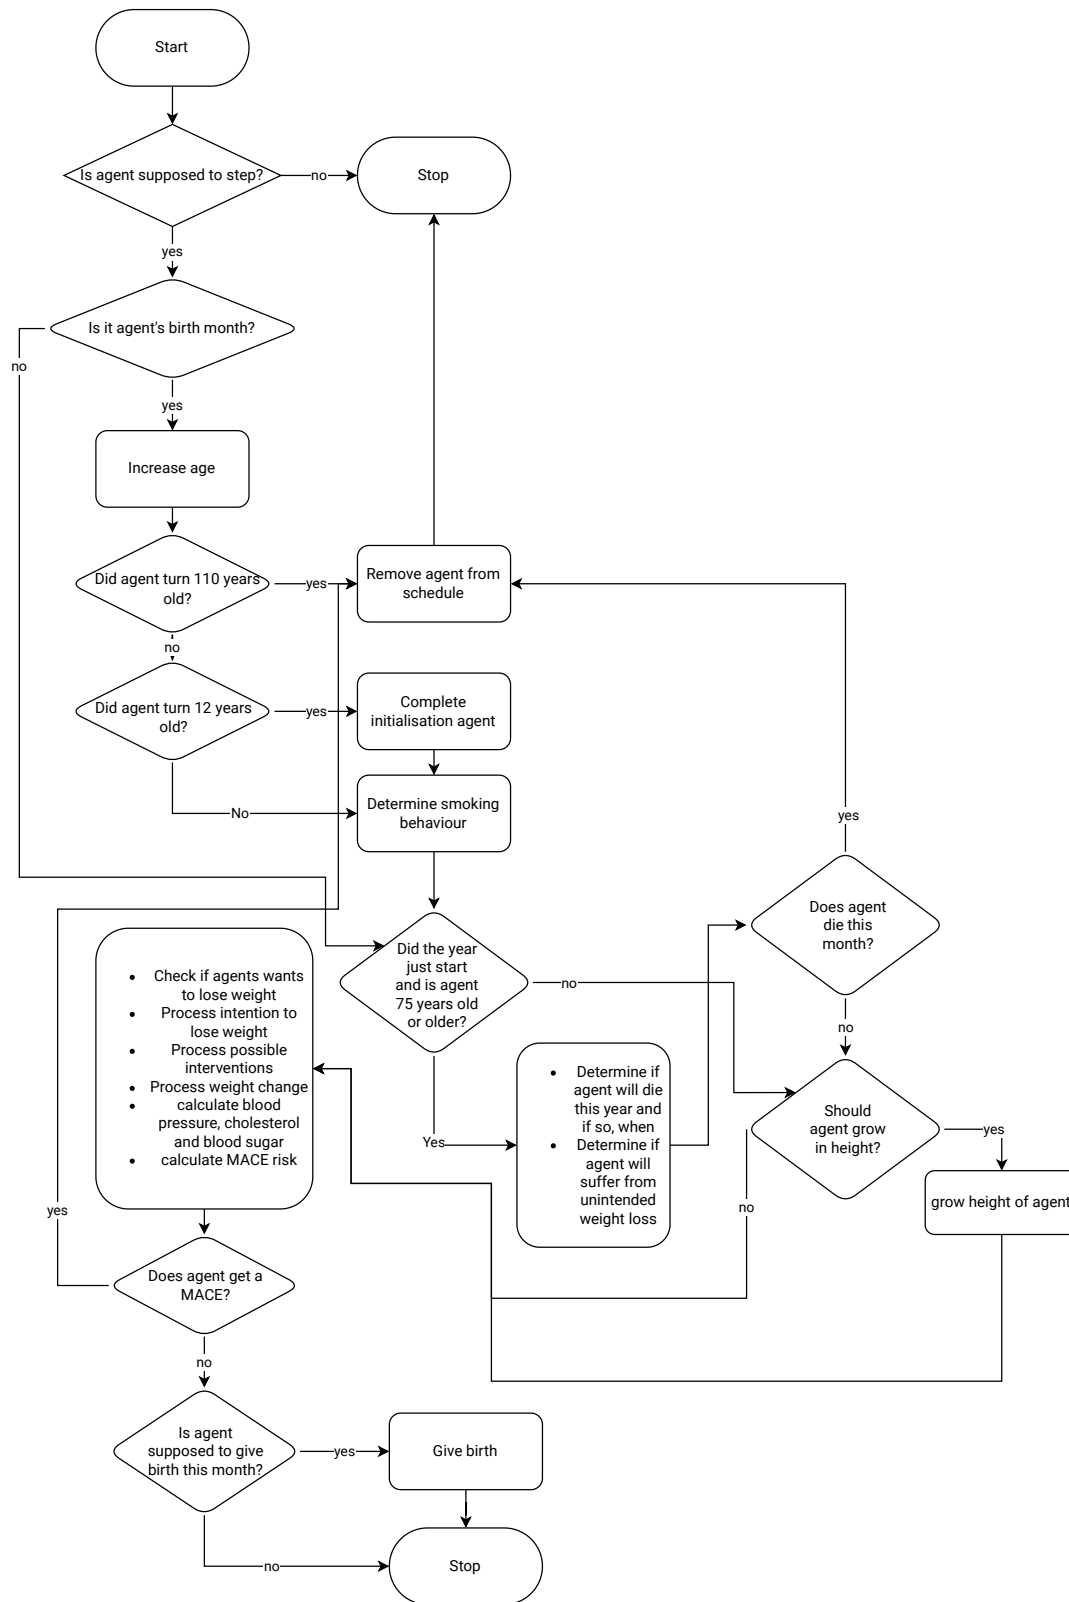 Start
Is agent supposed to step?
no
Stop
yes
Is it agent's birth month?
no
yes
Increase age
Did agent turn 110 years
old?
yes
Remove agent from
schedule
no
Did agent turn 12 years
old?
yes
Complete
initialisation agent
No
Determine smoking
behaviour
yes
Does agent
die this
month?
Did the year
just start
and is agent
75 years old
or older?
no
no
• Check if agents wants
to lose weight
• Process intention to
lose weight
• Process possible
interventions
• Process weight change
• calculate blood
pressure, cholesterol
and blood sugar
• calculate MACE risk
Yes
• Determine if
agent will die
this year and
if so, when
• Determine if
agent will
suffer from
unintended
weight loss
Should
agent grow
in height?
yes
grow height of agent
no
yes
Does agent get a
MACE?
no
Is agent
supposed to give
birth this month?
yes
Give birth
no
Stop